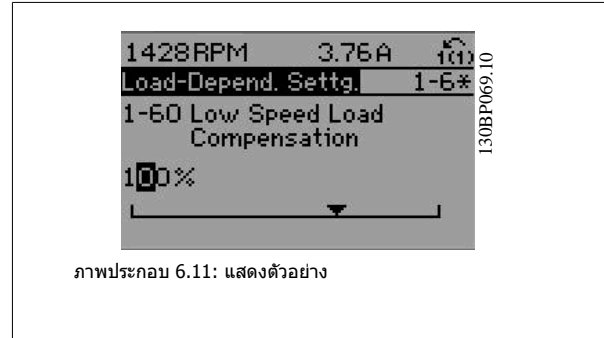 1428RPM 3.76A 1(1)
Load-Depend. Settg. 1-6*
1-60 Low Speed Load
Compensation
100%
130BP069.10
ภาพประกอบ 6.11: แสดงตัวอย่าง